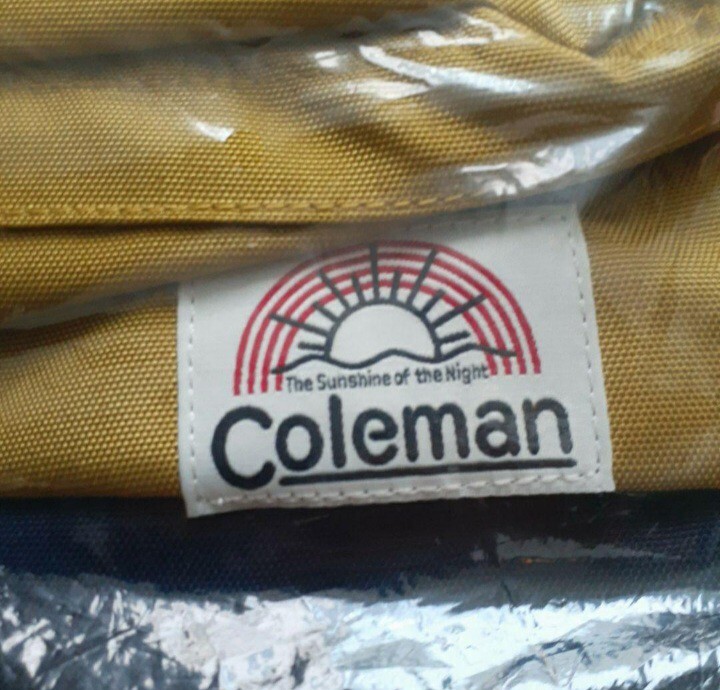 The Sunshine of the Night
Coleman